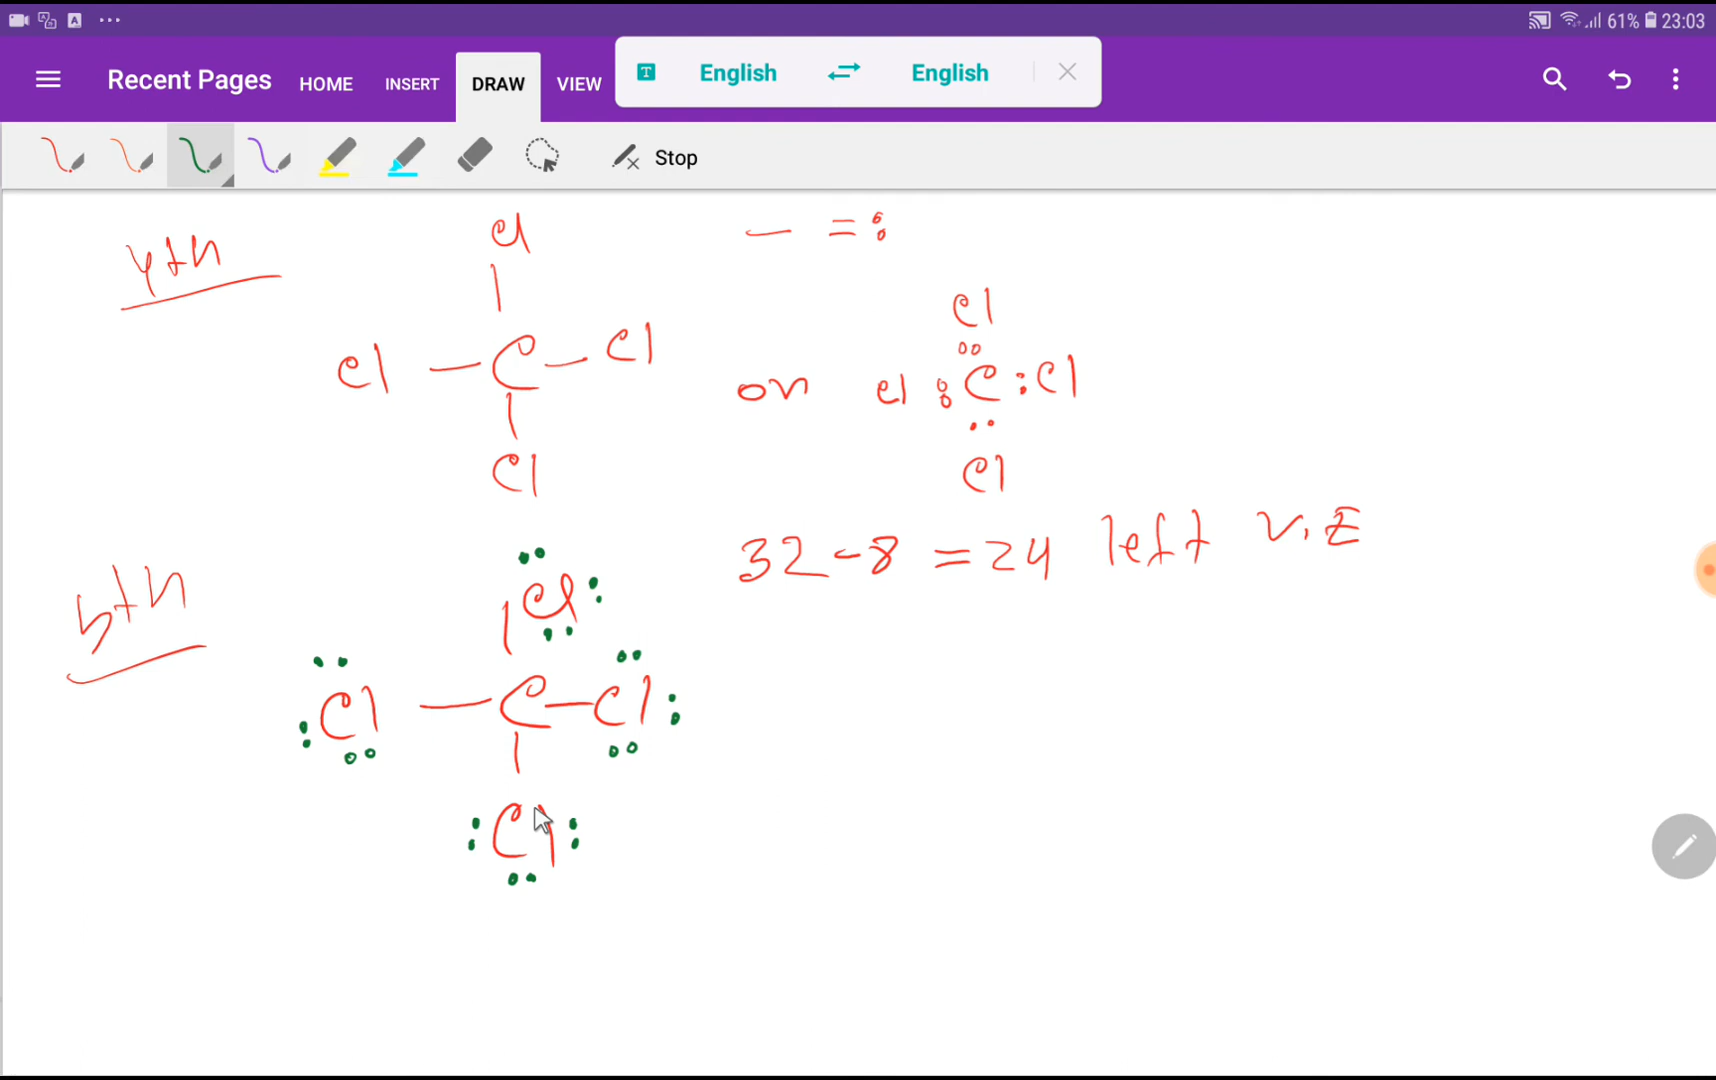 61% 23:03
Recent Pages HOME INSERT DRAW VIEW English English
Stop
4th
Cl
— = :
Cl — C — Cl
Cl
Cl
or Cl : C : Cl
Cl
32 - 8 = 24 left V.E
5th
Cl
Cl — C — Cl
Cl